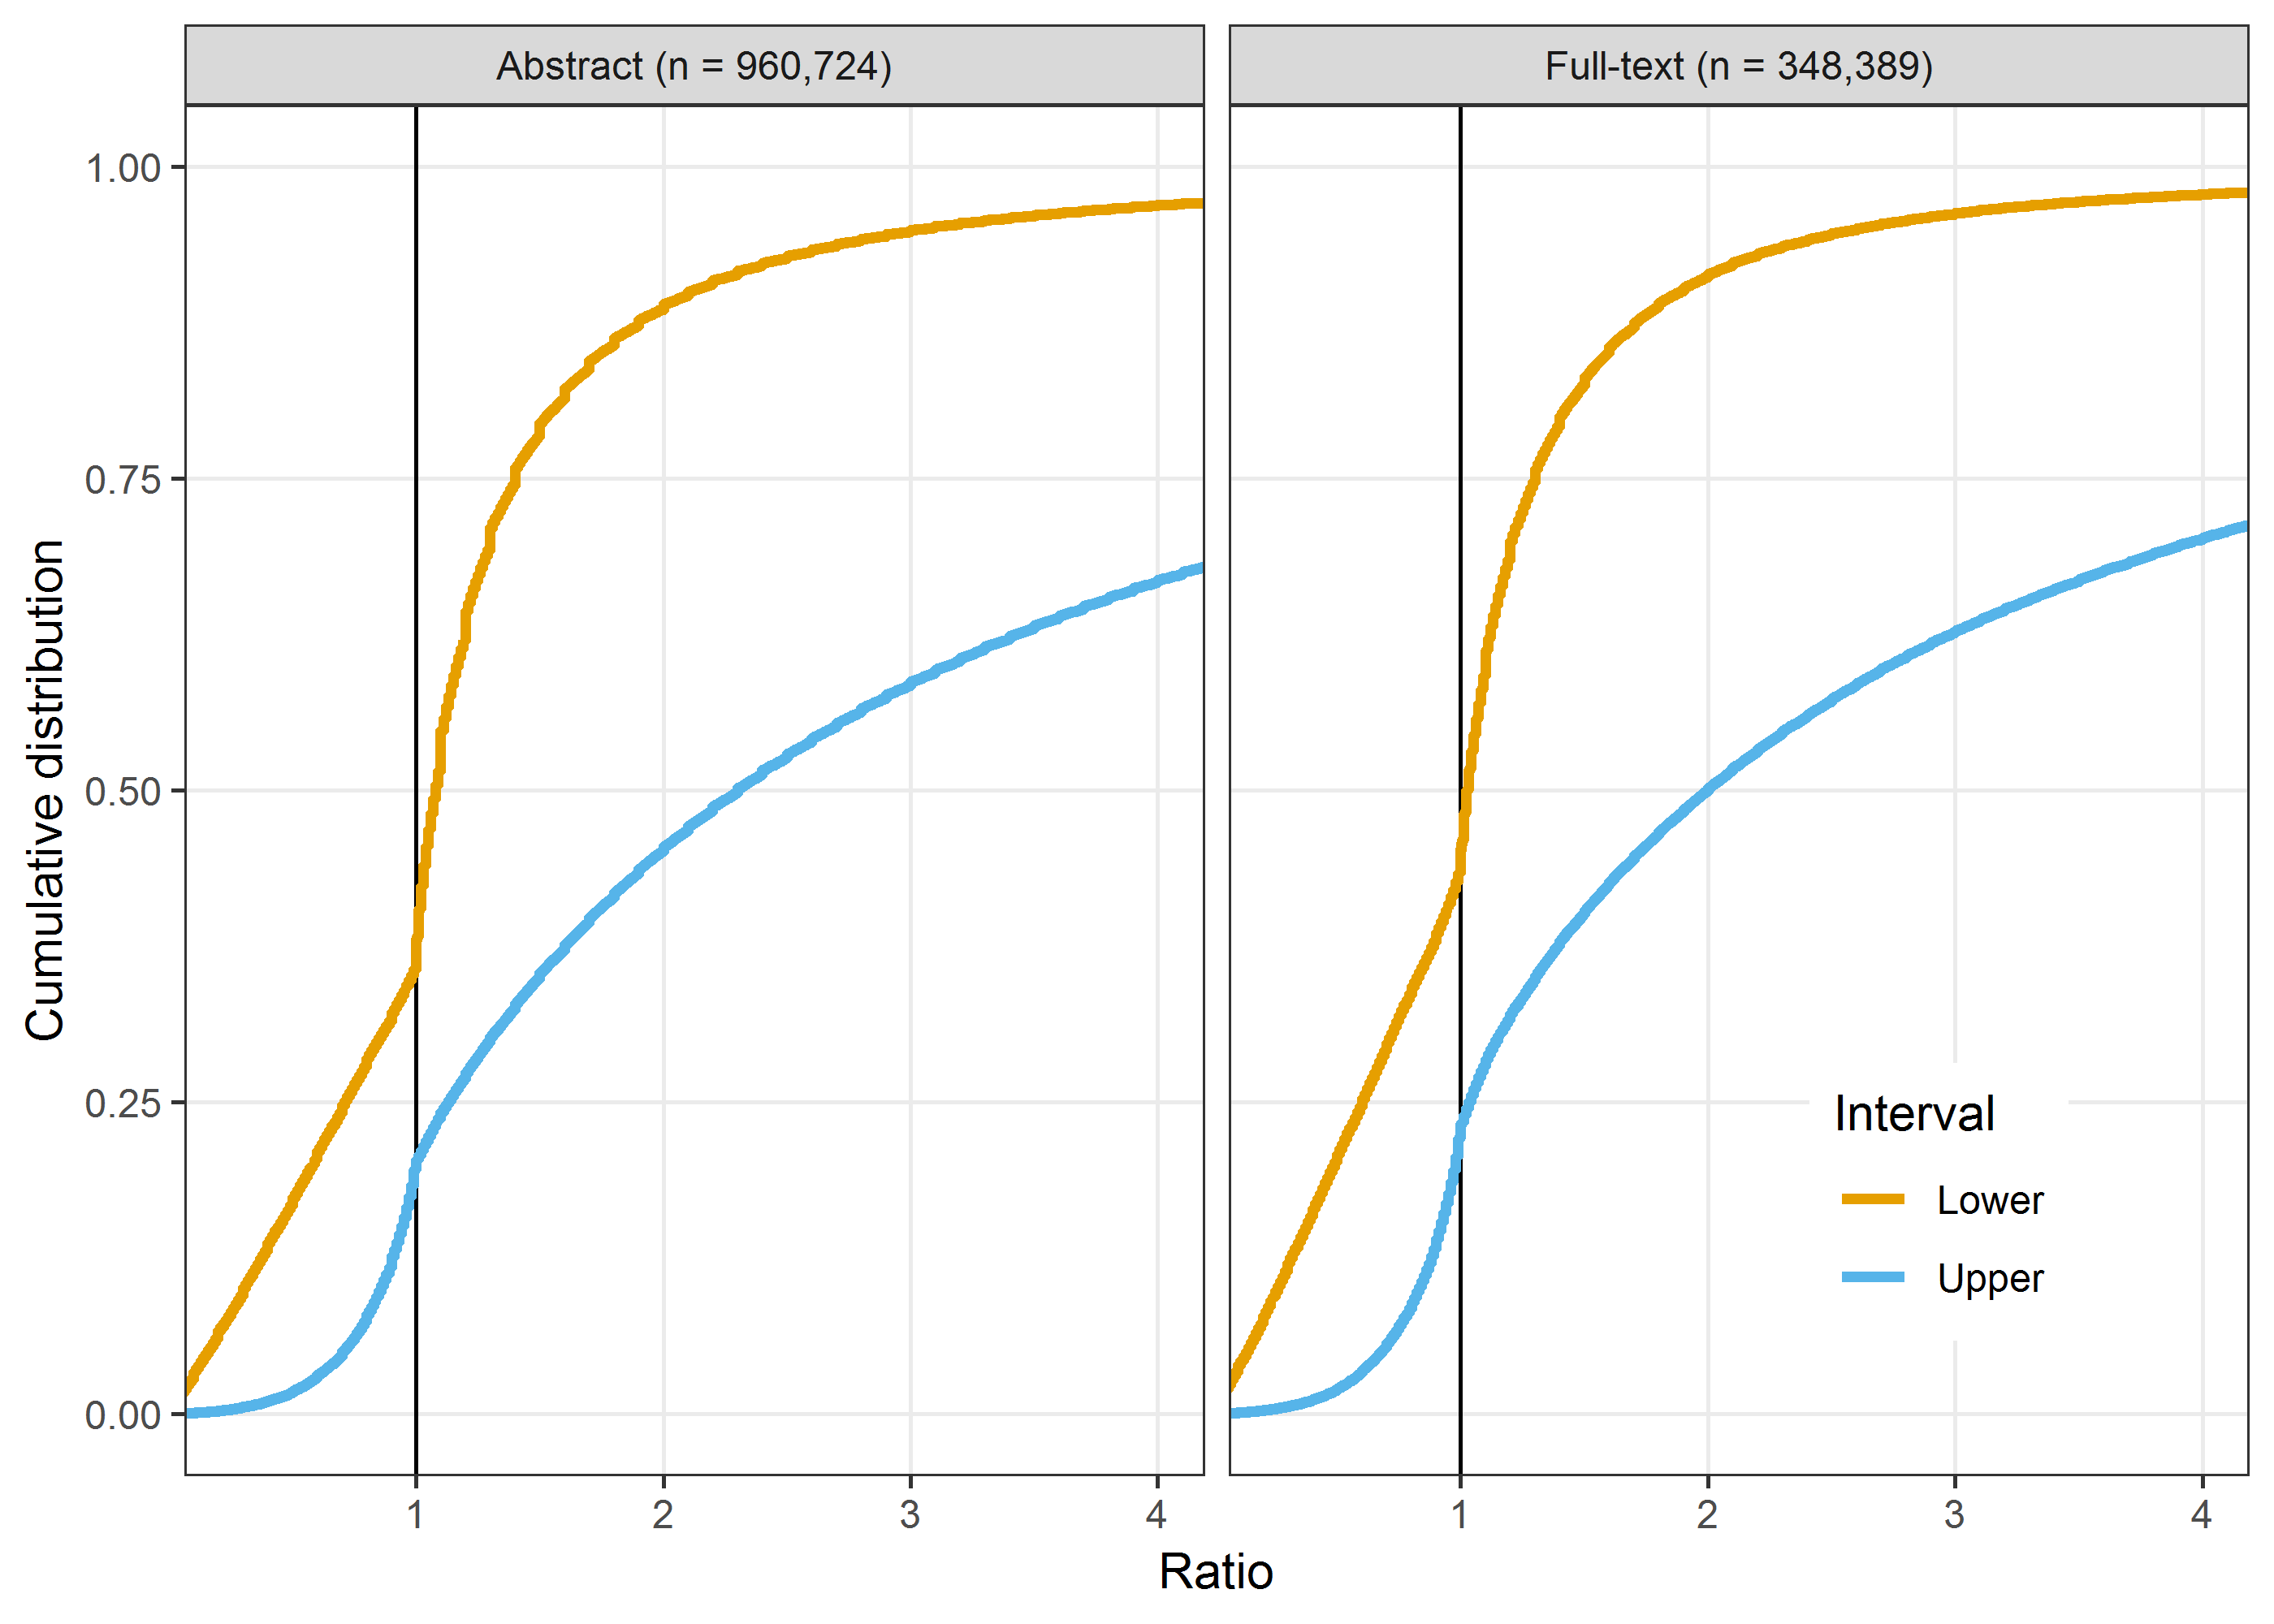 Abstract (n = 960,724)
Full-text (n = 348,389)
Cumulative distribution
1.00
0.75
0.50
0.25
0.00
Interval
Lower
Upper
1 2 3 4
1 2 3 4
Ratio